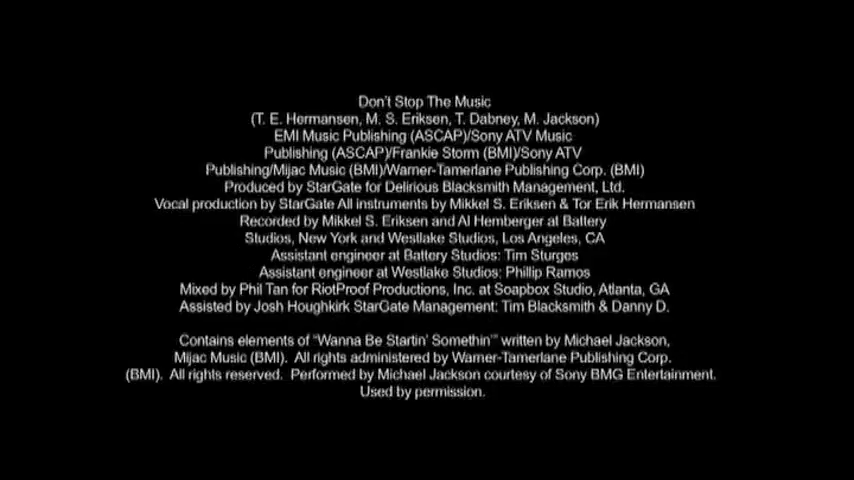 Don't Stop The Music
(T. E. Hermansen, M. S. Eriksen, T. Dabney, M. Jackson)
EMI Music Publishing (ASCAP)/Sony ATV Music
Publishing (ASCAP)/Frankie Storm (BMI)/Sony ATV
Publishing/Mijac Music (BMI)/Warner-Tamerlane Publishing Corp. (BMI)
Produced by StarGate for Delirious Blacksmith Management, Ltd.
Vocal production by StarGate All instruments by Mikkel S. Eriksen & Tor Erik Hermansen
Recorded by Mikkel S. Eriksen and Al Hemberger at Battery
Studios, New York and Westlake Studios, Los Angeles, CA
Assistant engineer at Battery Studios: Tim Sturges
Assistant engineer at Westlake Studios: Phillip Ramos
Mixed by Phil Tan for RiotProof Productions, Inc. at Soapbox Studio, Atlanta, GA
Assisted by Josh Houghkirk StarGate Management: Tim Blacksmith & Danny D.
Contains elements of “Wanna Be Startin' Somethin'” written by Michael Jackson,
Mijac Music (BMI).  All rights administered by Warner-Tamerlane Publishing Corp.
(BMI).  All rights reserved.  Performed by Michael Jackson courtesy of Sony BMG Entertainment.
Used by permission.